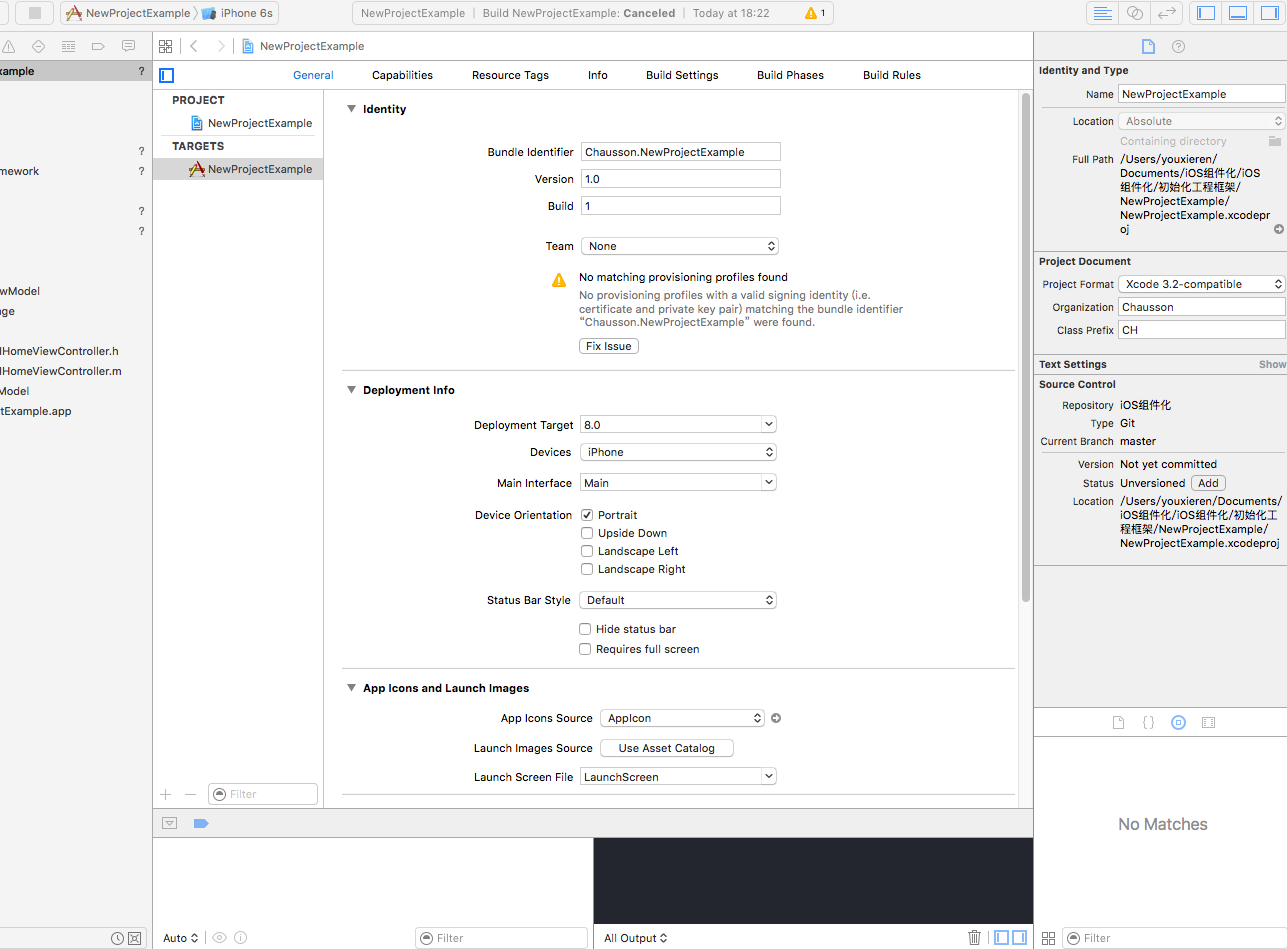 NewProjectExample
iPhone 6s
NewProjectExample | Build NewProjectExample: Canceled | Today at 18:22
1
NewProjectExample
xample ?
?
mework ?
?
?
wModel
ge
HomeViewController.h
HomeViewController.m
Model
tExample.app
General Capabilities Resource Tags Info Build Settings Build Phases Build Rules
PROJECT
NewProjectExample
TARGETS
NewProjectExample
Filter
Identity
Bundle Identifier Chausson.NewProjectExample
Version 1.0
Build 1
Team None
No matching provisioning profiles found
No provisioning profiles with a valid signing identity (i.e.
certificate and private key pair) matching the bundle identifier
“Chausson.NewProjectExample” were found.
Fix Issue
Deployment Info
Deployment Target 8.0
Devices iPhone
Main Interface Main
Device Orientation Portrait
Upside Down
Landscape Left
Landscape Right
Status Bar Style Default
Hide status bar
Requires full screen
App Icons and Launch Images
App Icons Source AppIcon
Launch Images Source Use Asset Catalog
Launch Screen File LaunchScreen
Auto
Filter
All Output
Identity and Type
Name NewProjectExample
Location Absolute
Containing directory
Full Path /Users/youxieren/
Documents/iOS组件化/iOS
组件化/初始化工程框架/
NewProjectExample/
NewProjectExample.xcodepr
oj
Project Document
Project Format Xcode 3.2-compatible
Organization Chausson
Class Prefix CH
Text Settings Show
Source Control
Repository iOS组件化
Type Git
Current Branch master
Version Not yet committed
Status Unversioned Add
Location /Users/youxieren/Documents/
iOS组件化/iOS组件化/初始化工
程框架/NewProjectExample/
NewProjectExample.xcodeproj
{}
No Matches
Filter